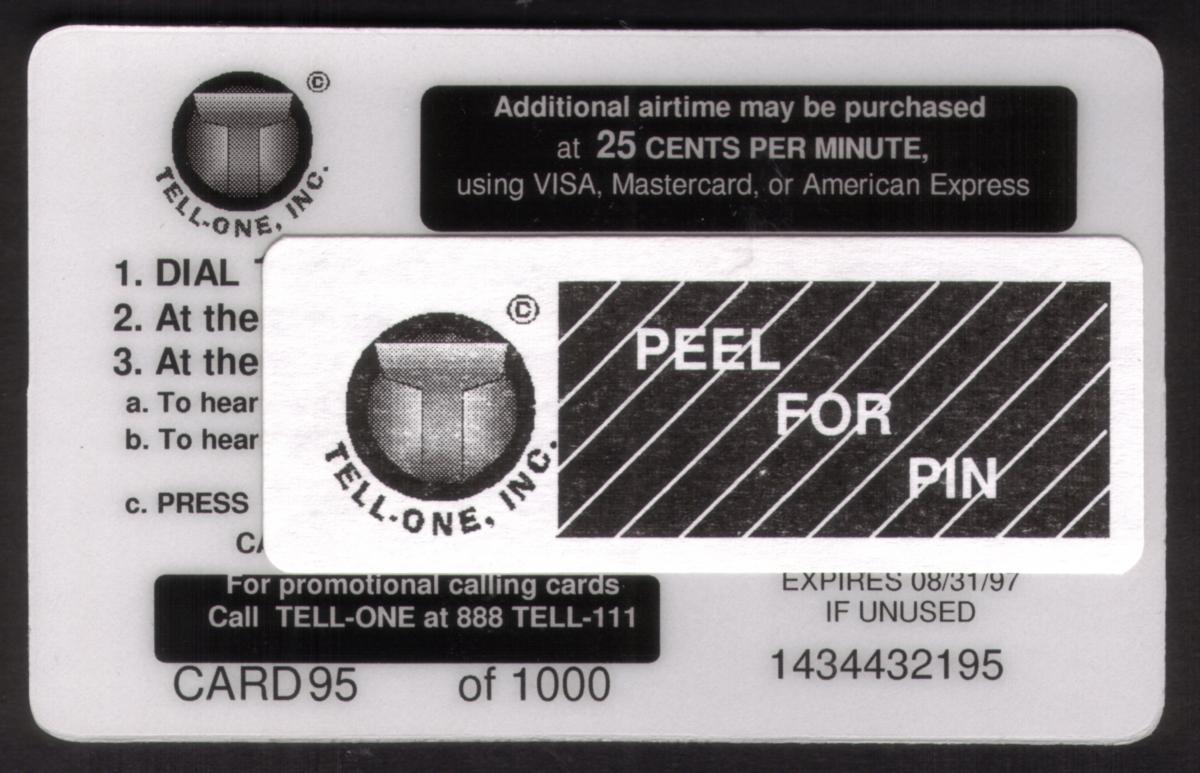 ©
TELL-ONE, INC.
Additional airtime may be purchased
at 25 CENTS PER MINUTE,
using VISA, Mastercard, or American Express
1. DIAL
2. At the
3. At the
a. To hear
b. To hear
c. PRESS
CA
©
TELL-ONE, INC.
PEEL
FOR
PIN
For promotional calling cards
Call TELL-ONE at 888 TELL-111
EXPIRES 08/31/97
IF UNUSED
1434432195
CARD 95 of 1000